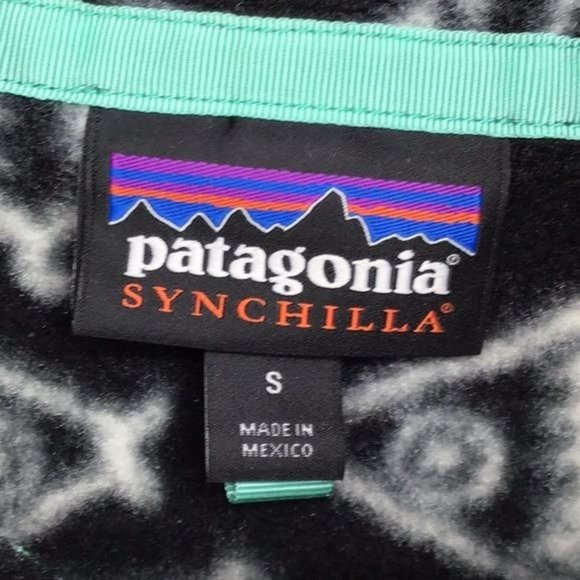 patagonia®
SYNCHILLA®
S
MADE IN
MEXICO